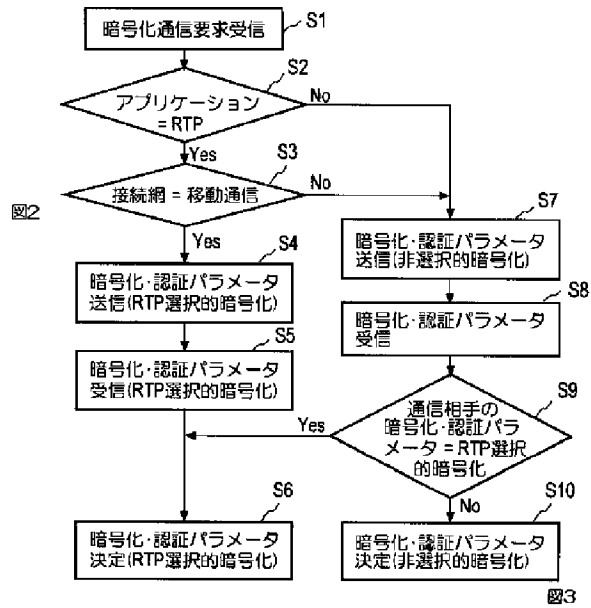 暗号化通信要求受信
S1
S2
アプリケーション
=RTP
No
Yes
S3
接続網=移動通信
No
図2
Yes
S4
暗号化・認証パラメータ
送信(RTP選択的暗号化)
S5
暗号化・認証パラメータ
受信(RTP選択的暗号化)
S7
暗号化・認証パラメータ
送信(非選択的暗号化)
S8
暗号化・認証パラメータ
受信
S9
通信相手の
暗号化・認証パラ
メータ=RTP選択
的暗号化
Yes
No
S6
暗号化・認証パラメータ
決定(RTP選択的暗号化)
S10
暗号化・認証パラメータ
決定(非選択的暗号化)
図3